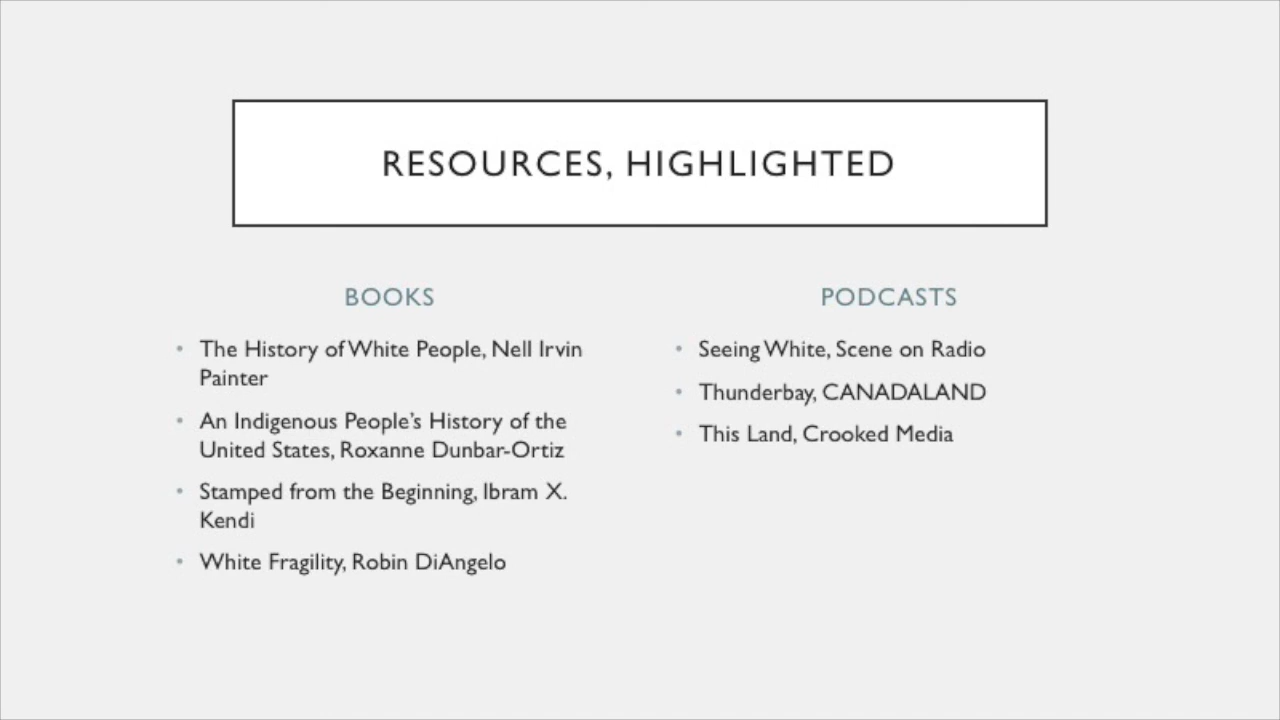 RESOURCES, HIGHLIGHTED
BOOKS
• The History of White People, Nell Irvin
Painter
• An Indigenous People’s History of the
United States, Roxanne Dunbar-Ortiz
• Stamped from the Beginning, Ibram X.
Kendi
• White Fragility, Robin DiAngelo
PODCASTS
• Seeing White, Scene on Radio
• Thunderbay, CANADALAND
• This Land, Crooked Media